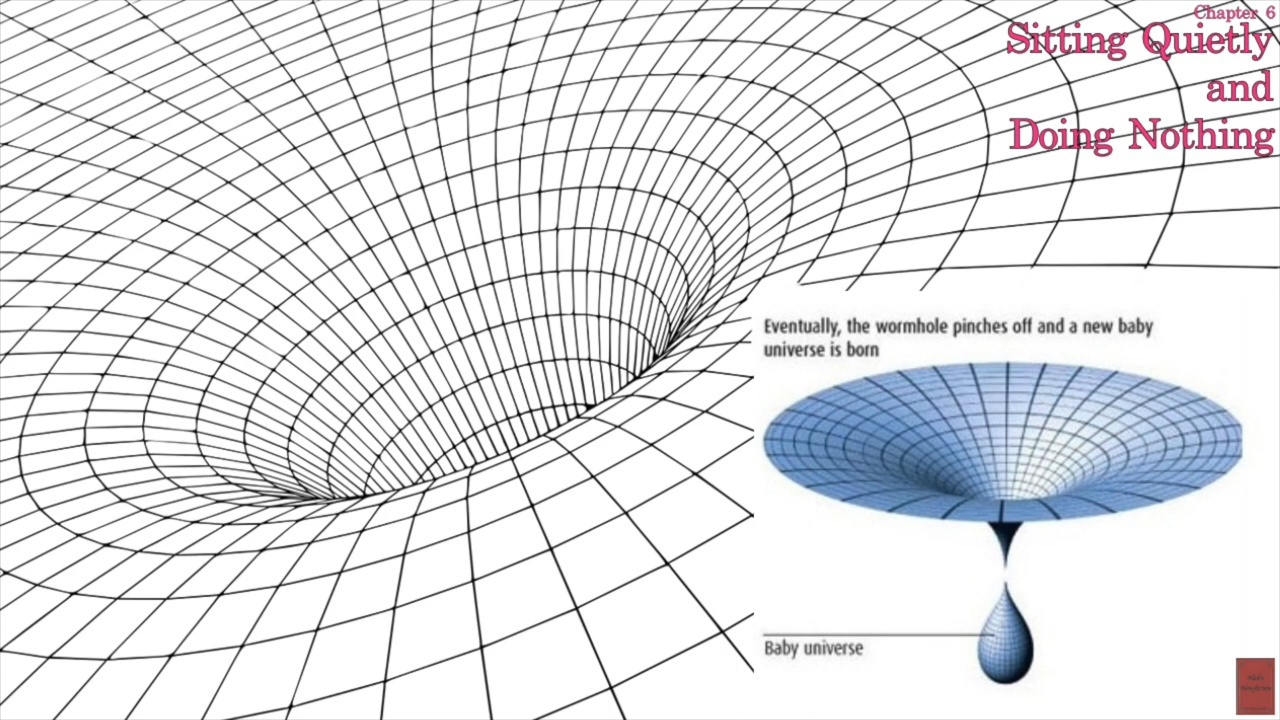 Chapter 6
Sitting Quietly
and
Doing Nothing
Eventually, the wormhole pinches off and a new baby
universe is born
Baby universe